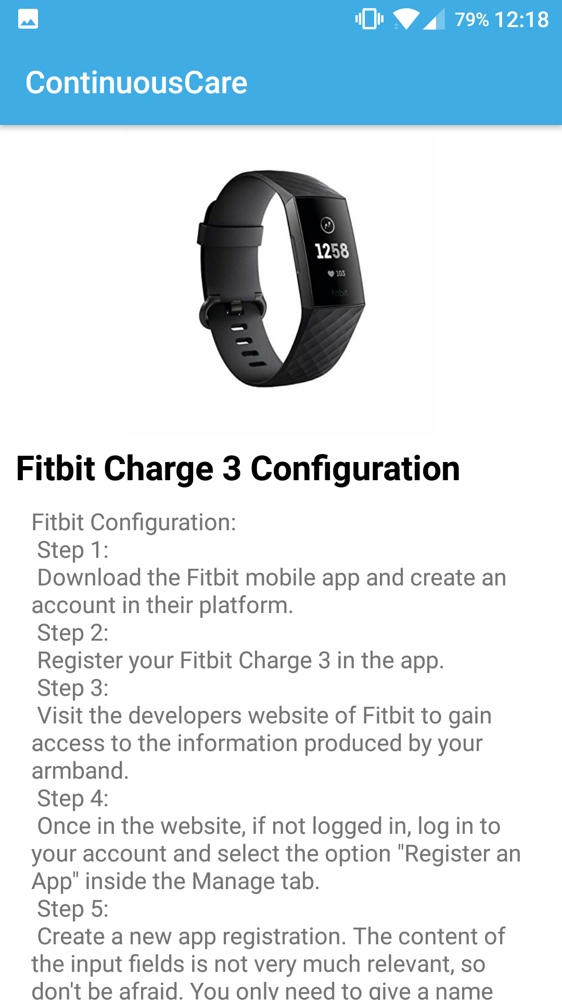 79% 12:18
ContinuousCare
1258
103
fitbit
Fitbit Charge 3 Configuration
Fitbit Configuration:
Step 1:
Download the Fitbit mobile app and create an
account in their platform.
Step 2:
Register your Fitbit Charge 3 in the app.
Step 3:
Visit the developers website of Fitbit to gain
access to the information produced by your
armband.
Step 4:
Once in the website, if not logged in, log in to
your account and select the option "Register an
App" inside the Manage tab.
Step 5:
Create a new app registration. The content of
the input fields is not very much relevant, so
don't be afraid. You only need to give a name